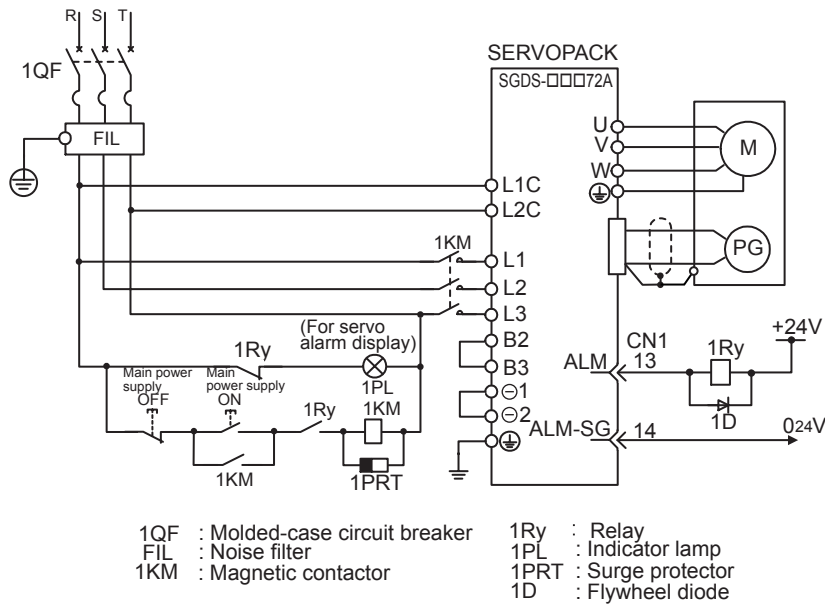 R S T
1QF
FIL
SERVOPACK
SGDS-□□□72A
U
V
W
M
L1C
L2C
PG
1KM
L1
L2
L3
(For servo
alarm display)
1Ry
1PL
B2
B3
⊖1
⊖2
Main power
supply
OFF
Main
power supply
ON
1Ry
1KM
1KM
1PRT
CN1
ALM 13
1Ry
+24V
1D
ALM-SG 14
024V
1QF : Molded-case circuit breaker
FIL : Noise filter
1KM : Magnetic contactor
1Ry : Relay
1PL : Indicator lamp
1PRT : Surge protector
1D : Flywheel diode